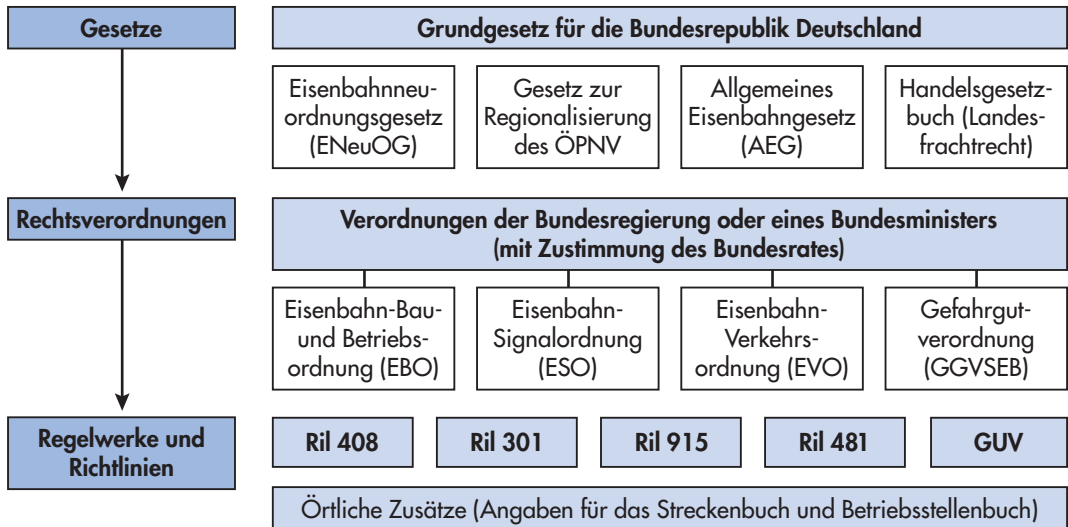 Gesetze
Grundgesetz für die Bundesrepublik Deutschland
Eisenbahnneu-
ordnungsgesetz
(ENeuOG)
Gesetz zur
Regionalisierung
des ÖPNV
Allgemeines
Eisenbahngesetz
(AEG)
Handelsgesetz-
buch (Landes-
frachtrecht)
Rechtsverordnungen
Verordnungen der Bundesregierung oder eines Bundesministers
(mit Zustimmung des Bundesrates)
Eisenbahn-Bau-
und Betriebs-
ordnung (EBO)
Eisenbahn-
Signalordnung
(ESO)
Eisenbahn-
Verkehrs-
ordnung (EVO)
Gefahrgut-
verordnung
(GGVSEB)
Regelwerke und
Richtlinien
Ril 408
Ril 301
Ril 915
Ril 481
GUV
Örtliche Zusätze (Angaben für das Streckenbuch und Betriebsstellenbuch)